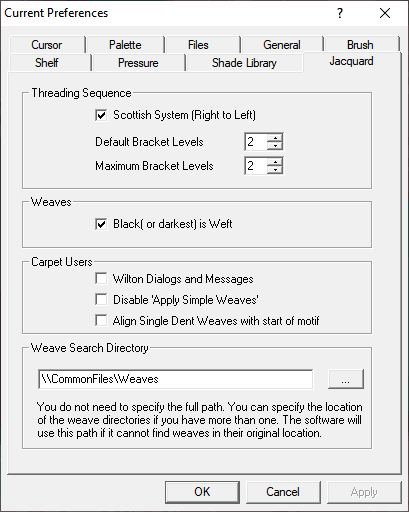 Current Preferences
Cursor Palette Files General Brush
Shelf Pressure Shade Library Jacquard
Threading Sequence
Scottish System (Right to Left)
Default Bracket Levels 2
Maximum Bracket Levels 2
Weaves
Black( or darkest) is Weft
Carpet Users
Wilton Dialogs and Messages
Disable 'Apply Simple Weaves'
Align Single Dent Weaves with start of motif
Weave Search Directory
\\CommonFiles\Weaves ...
You do not need to specify the full path. You can specify the location
of the weave directories if you have more than one. The software will
use this path if it cannot find weaves in their original location.
OK Cancel Apply